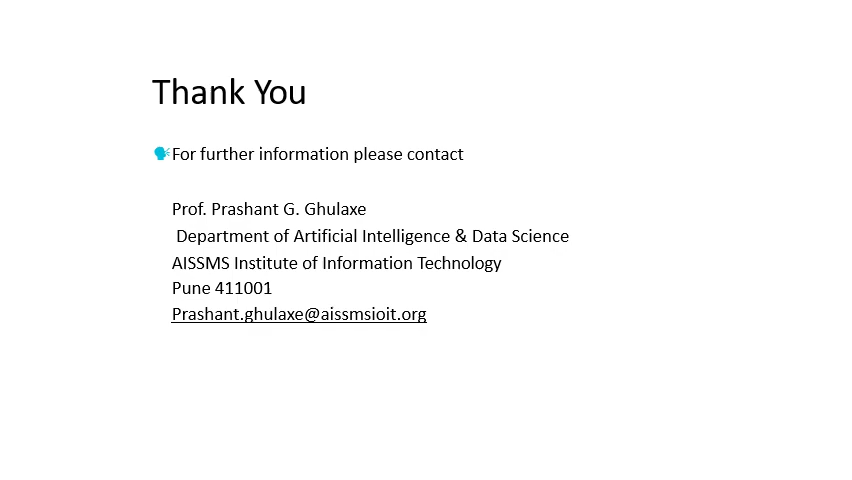 Thank You
For further information please contact
Prof. Prashant G. Ghulaxe
Department of Artificial Intelligence & Data Science
AISSMS Institute of Information Technology
Pune 411001
Prashant.ghulaxe@aissmsioit.org